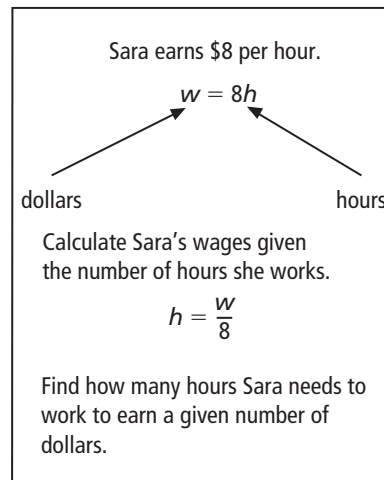 Sara earns $8 per hour.
w = 8h
dollars
hours
Calculate Sara’s wages given
the number of hours she works.
h = w/8
Find how many hours Sara needs to
work to earn a given number of
dollars.